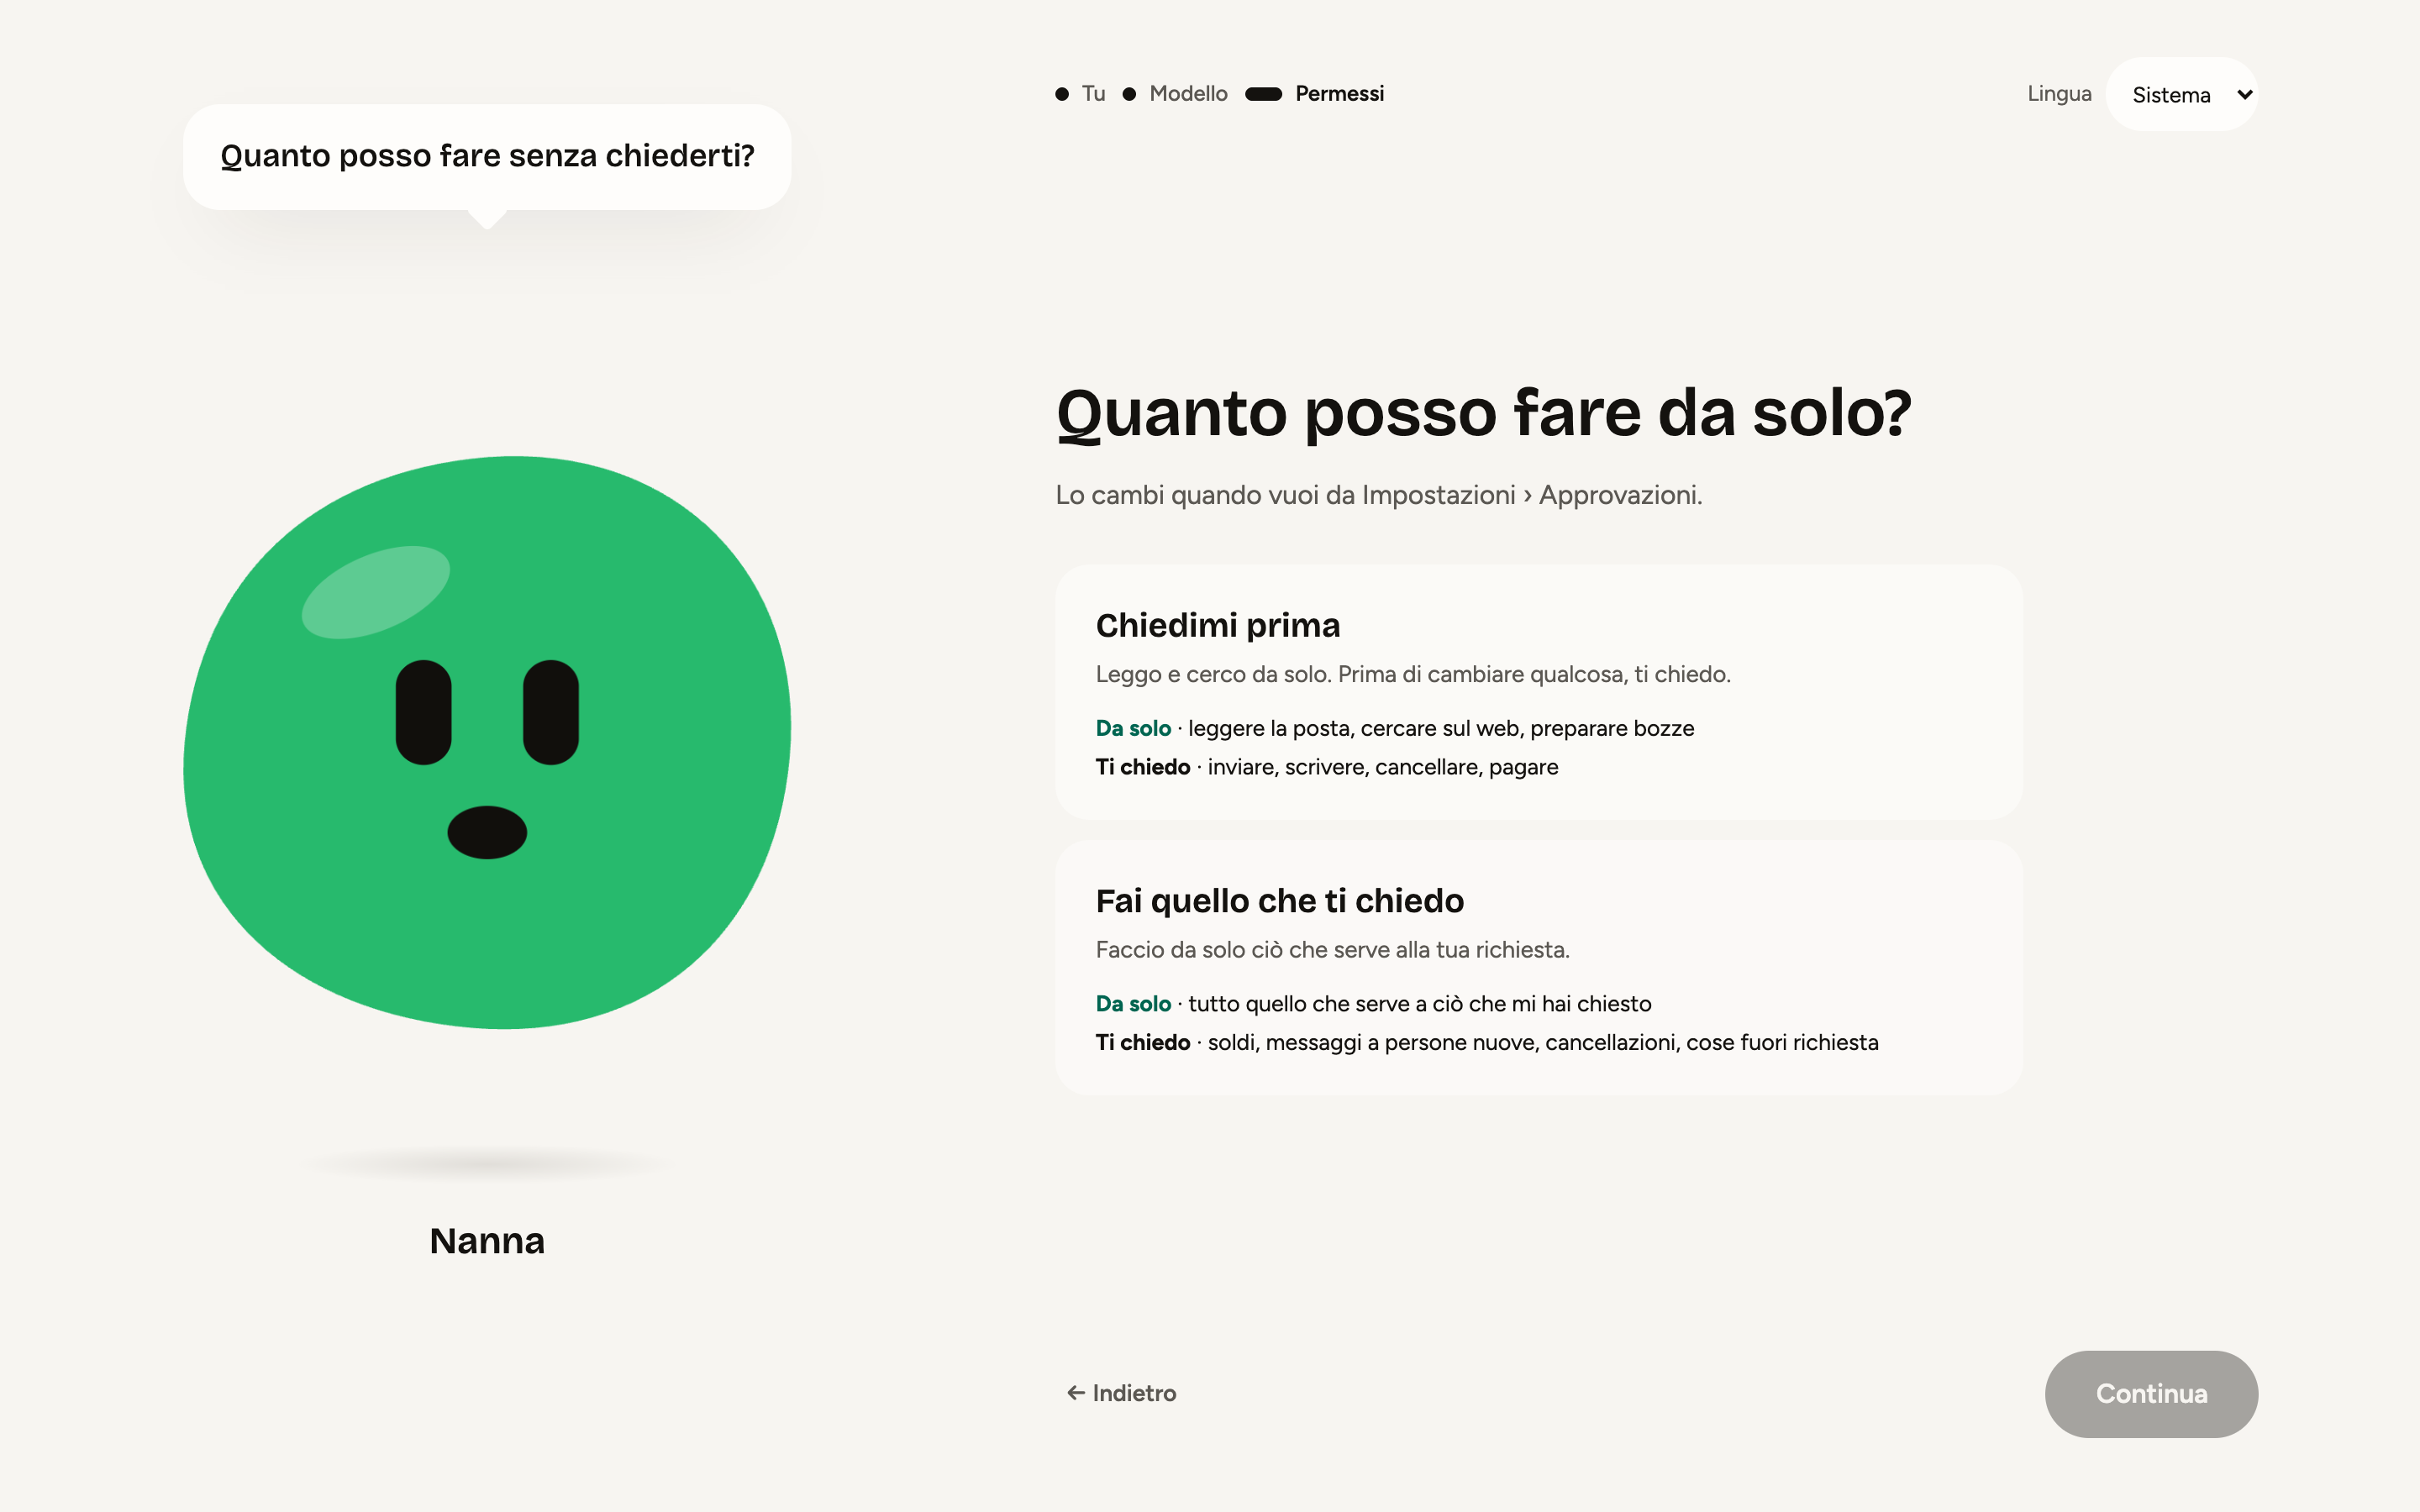 Quanto posso fare senza chiederti?
Tu
Modello
Permessi
Lingua
Sistema
Quanto posso fare da solo?
Lo cambi quando vuoi da Impostazioni › Approvazioni.
Chiedimi prima
Leggo e cerco da solo. Prima di cambiare qualcosa, ti chiedo.
Da solo · leggere la posta, cercare sul web, preparare bozze
Ti chiedo · inviare, scrivere, cancellare, pagare
Fai quello che ti chiedo
Faccio da solo ciò che serve alla tua richiesta.
Da solo · tutto quello che serve a ciò che mi hai chiesto
Ti chiedo · soldi, messaggi a persone nuove, cancellazioni, cose fuori richiesta
Nanna
← Indietro
Continua